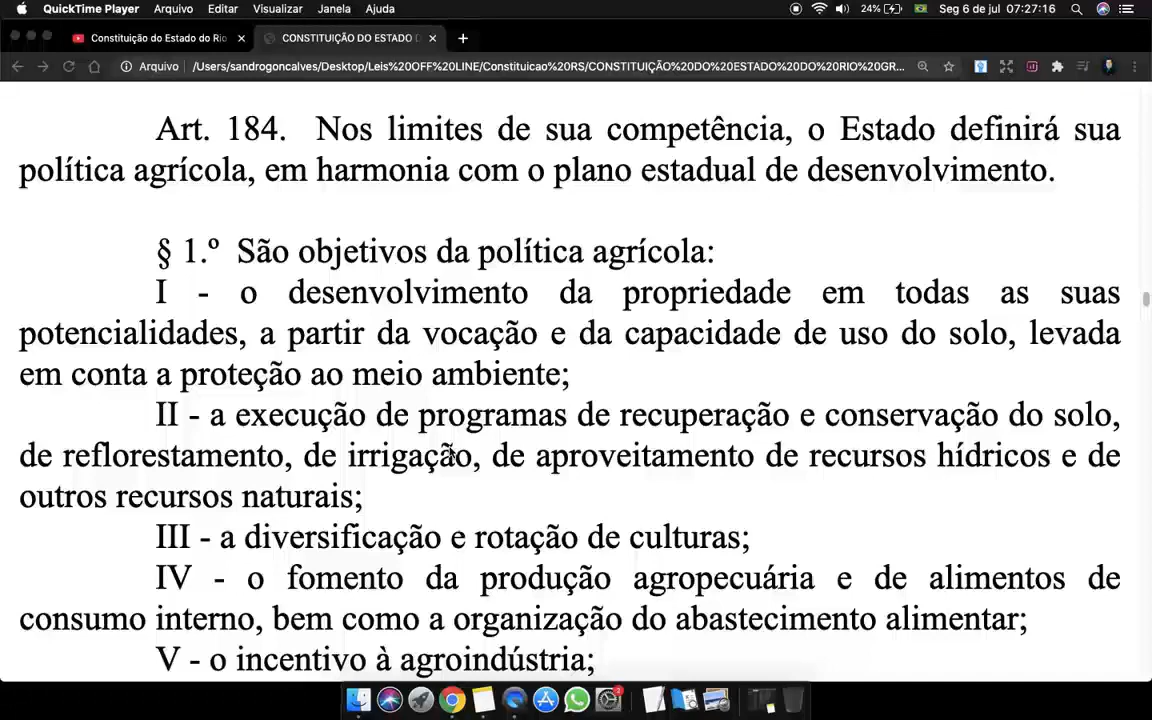 QuickTime Player Arquivo Editar Visualizar Janela Ajuda 24% Seg 6 de jul 07:27:16
Constituição do Estado do Rio CONSTITUIÇÃO DO ESTADO
Arquivo /Users/sandrogoncalves/Desktop/Leis%20OFF%20LINE/Constituicao%20RS/CONSTITUIÇÃO%20DO%20ESTADO%20DO%20RIO%20GR...
Art. 184. Nos limites de sua competência, o Estado definirá sua
política agrícola, em harmonia com o plano estadual de desenvolvimento.
§ 1.º São objetivos da política agrícola:
I - o desenvolvimento da propriedade em todas as suas
potencialidades, a partir da vocação e da capacidade de uso do solo, levada
em conta a proteção ao meio ambiente;
II - a execução de programas de recuperação e conservação do solo,
de reflorestamento, de irrigação, de aproveitamento de recursos hídricos e de
outros recursos naturais;
III - a diversificação e rotação de culturas;
IV - o fomento da produção agropecuária e de alimentos de
consumo interno, bem como a organização do abastecimento alimentar;
V - o incentivo à agroindústria;
2